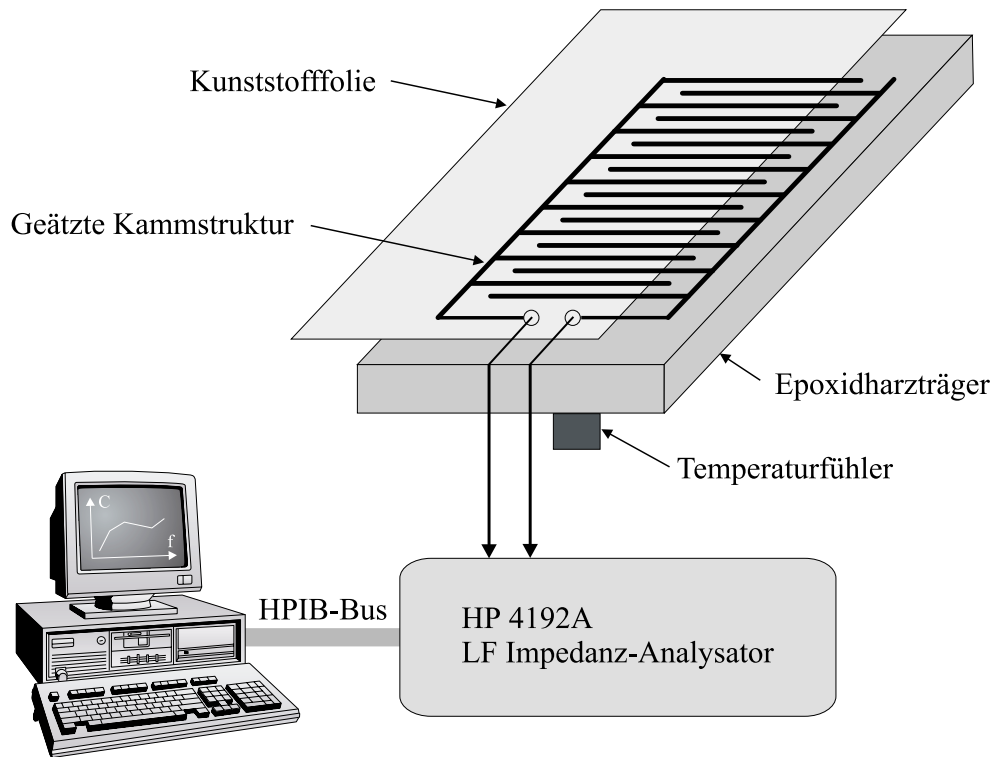 Kunststofffolie
Geätzte Kammstruktur
Epoxidharzträger
Temperaturfühler
C
f
HPIB-Bus
HP 4192A
LF Impedanz-Analysator